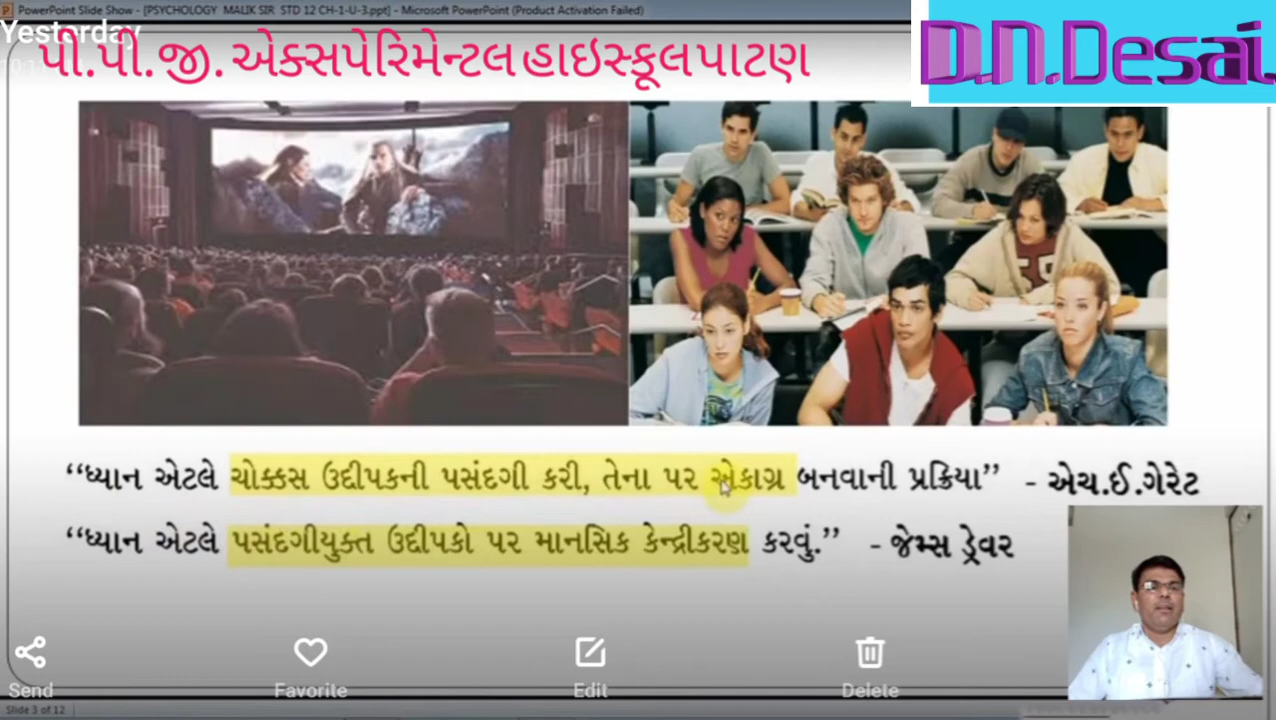 PowerPoint Slide Show - [PSYCHOLOGY MALIK SIR STD 12 CH-1-U-3.ppt] - Microsoft PowerPoint (Product Activation Failed)
Yesterday
પી.પી.જી. એક્સપેરિમેન્ટલ હાઇસ્કૂલ પાટણ
D.N.Desai.
“ધ્યાન એટલે ચોક્કસ ઉદ્દીપકની પસંદગી કરી, તેના પર એકાગ્ર બનવાની પ્રક્રિયા” - એચ.ઈ.ગેરેટ
“ધ્યાન એટલે પસંદગીયુક્ત ઉદ્દીપકો પર માનસિક કેન્દ્રીકરણ કરવું.” - જેમ્સ ડ્રેવર
Send Favorite Edit Delete
Slide 3 of 12